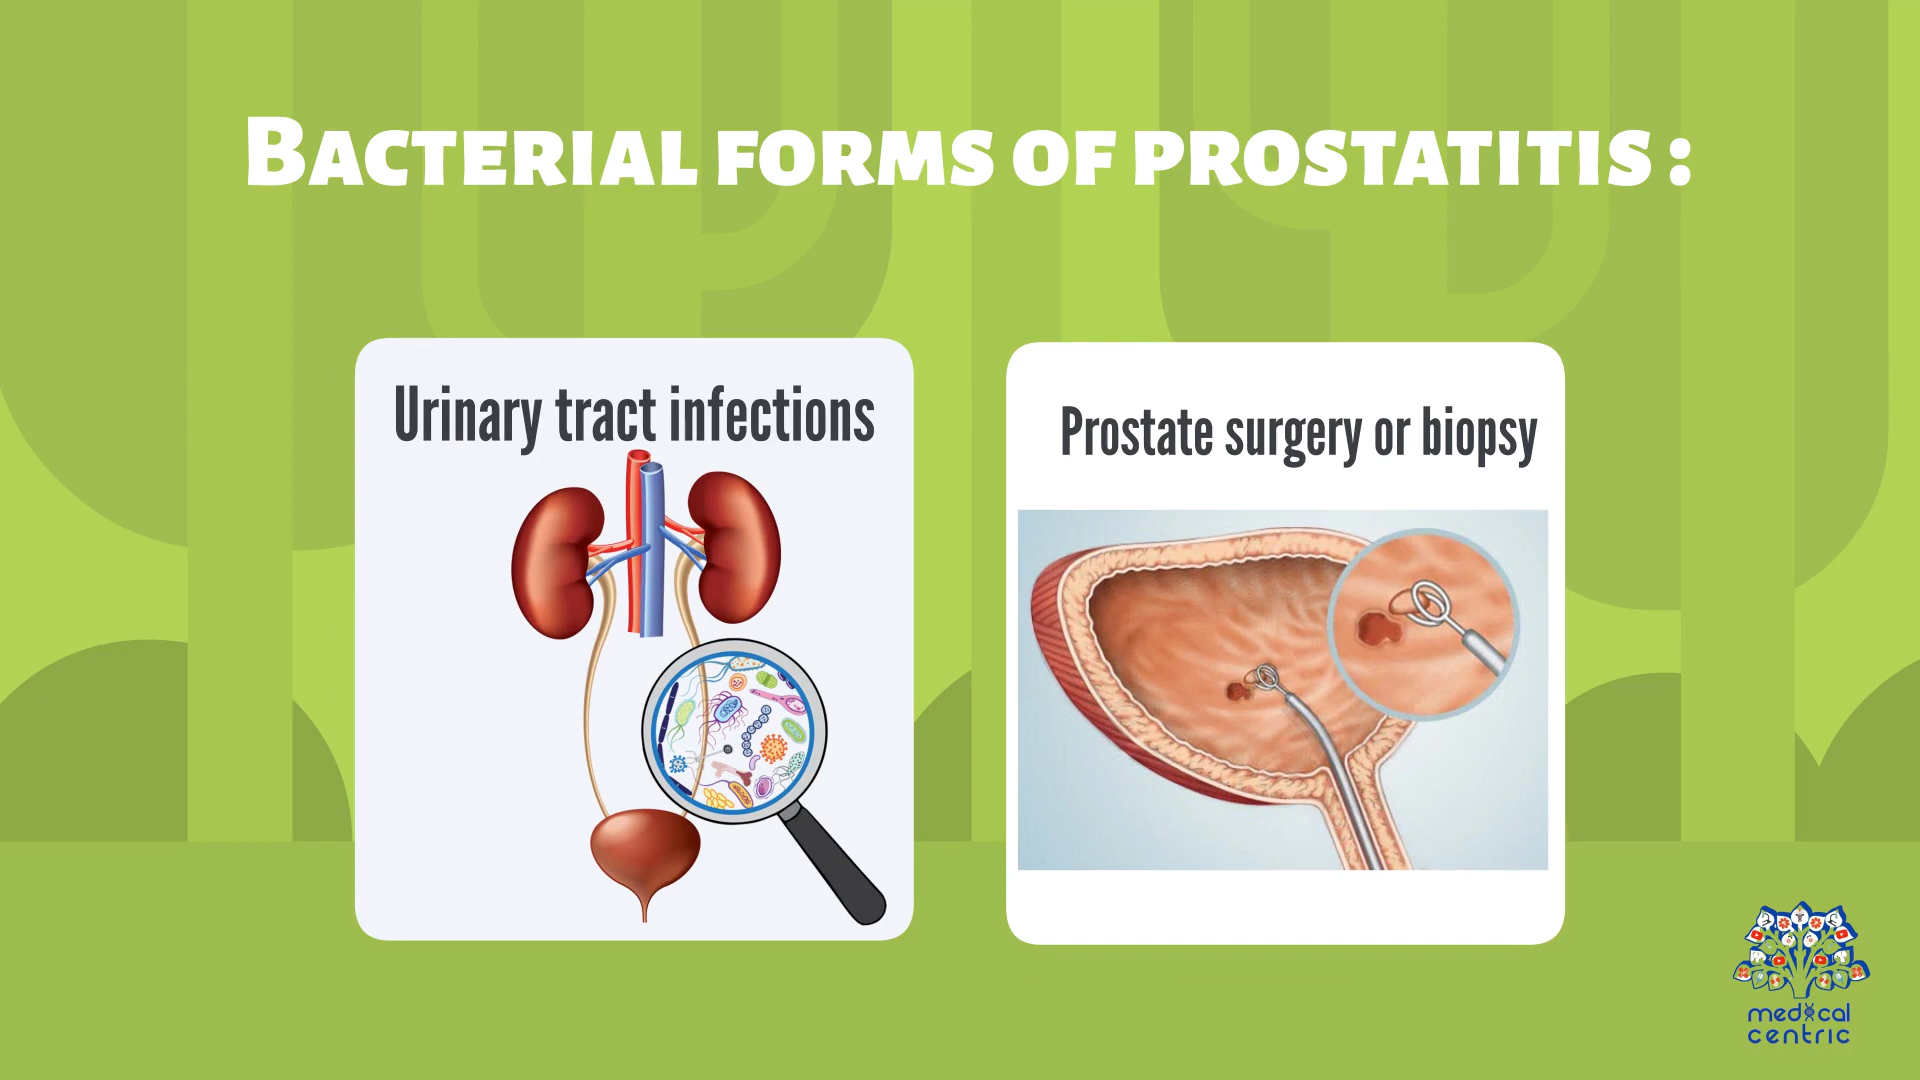 Bacterial forms of prostatitis :
Urinary tract infections
Prostate surgery or biopsy
medical
centric